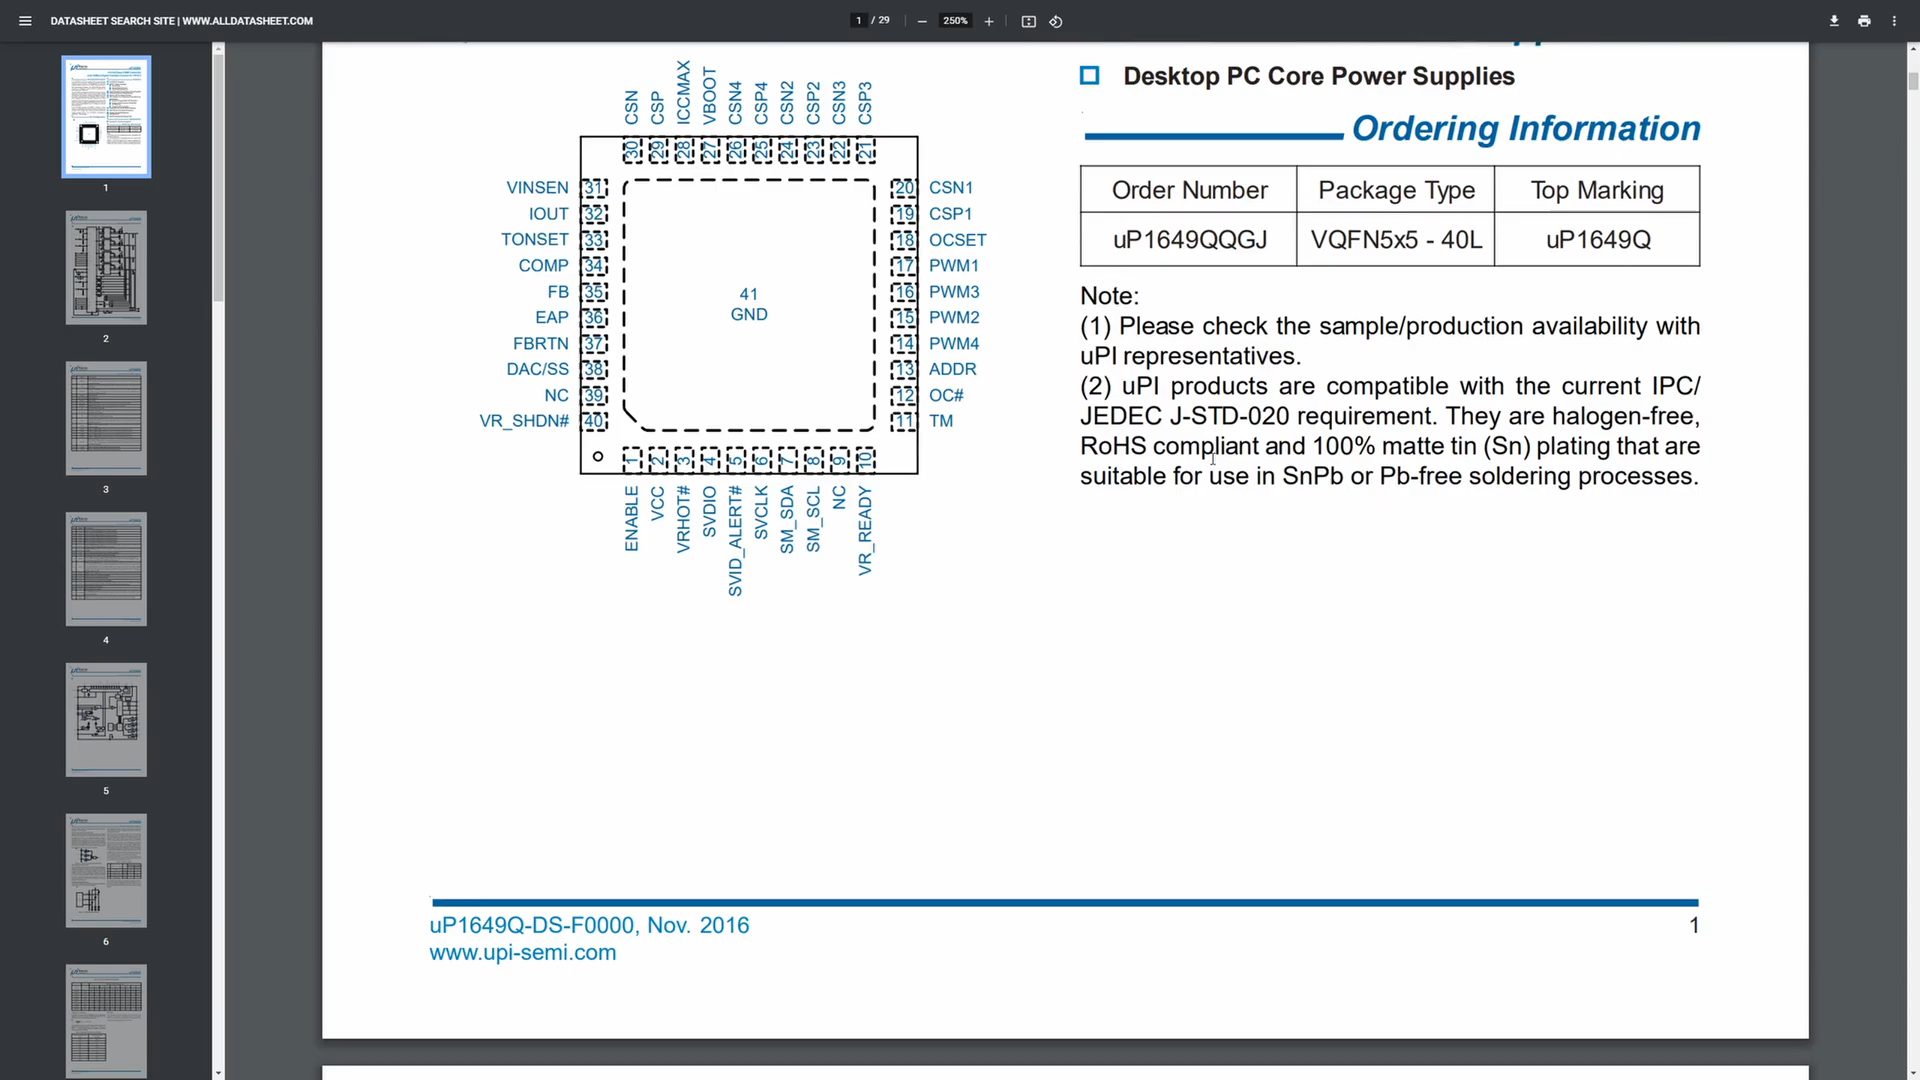 DATASHEET SEARCH SITE | WWW.ALLDATASHEET.COM
1 / 29
250%
1
2
3
4
5
6
CSN
CSP
ICCMAX
VBOOT
CSN4
CSP4
CSN2
CSP2
CSN3
CSP3
30 29 28 27 26 25 24 23 22 21
VINSEN 31
IOUT 32
TONSET 33
COMP 34
FB 35
EAP 36
FBRTN 37
DAC/SS 38
NC 39
VR_SHDN# 40
41
GND
20 CSN1
19 CSP1
18 OCSET
17 PWM1
16 PWM3
15 PWM2
14 PWM4
13 ADDR
12 OC#
11 TM
1 2 3 4 5 6 7 8 9 10
ENABLE
VCC
VRHOT#
SVDIO
SVID_ALERT#
SVCLK
SM_SDA
SM_SCL
NC
VR_READY
Desktop PC Core Power Supplies
Ordering Information
Order Number Package Type Top Marking
uP1649QQGJ VQFN5x5 - 40L uP1649Q
Note:
(1) Please check the sample/production availability with
uPI representatives.
(2) uPI products are compatible with the current IPC/
JEDEC J-STD-020 requirement. They are halogen-free,
RoHS compliant and 100% matte tin (Sn) plating that are
suitable for use in SnPb or Pb-free soldering processes.
uP1649Q-DS-F0000, Nov. 2016
www.upi-semi.com
1